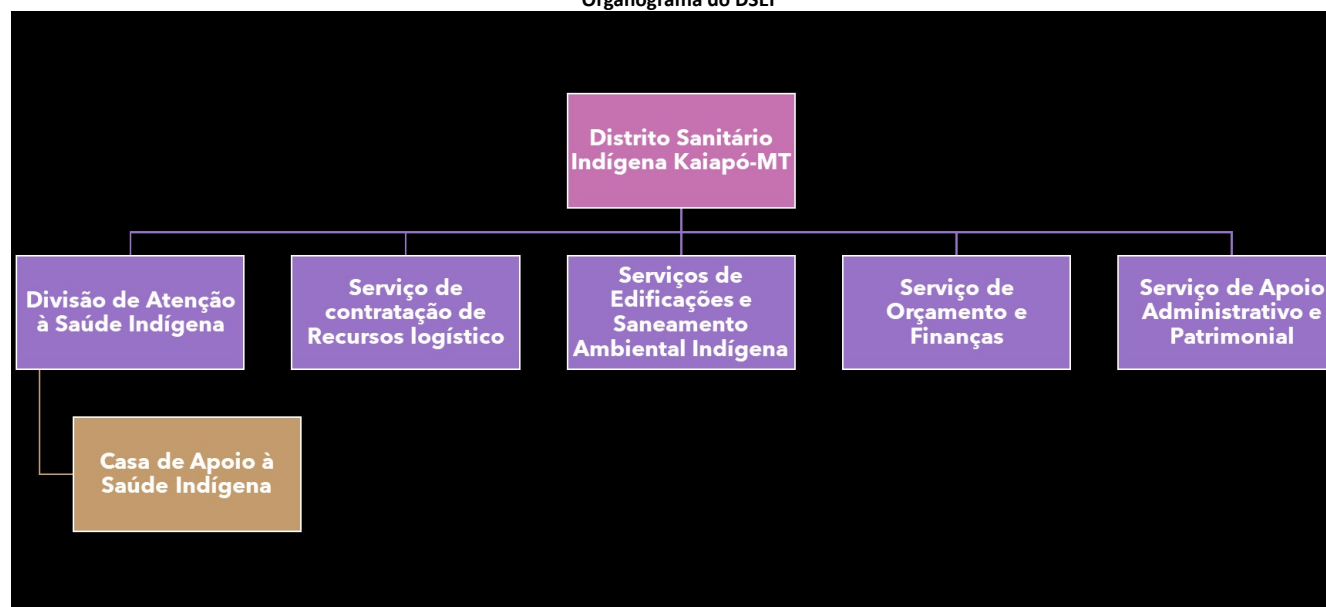 Organograma do DSEI
Distrito Sanitário
Indígena Kaiapó-MT
Divisão de Atenção
à Saúde Indígena
Serviço de
contratação de
Recursos logístico
Serviços de
Edificações e
Saneamento
Ambiental Indígena
Serviço de
Orçamento e
Finanças
Serviço de Apoio
Administrativo e
Patrimonial
Casa de Apoio à
Saúde Indígena